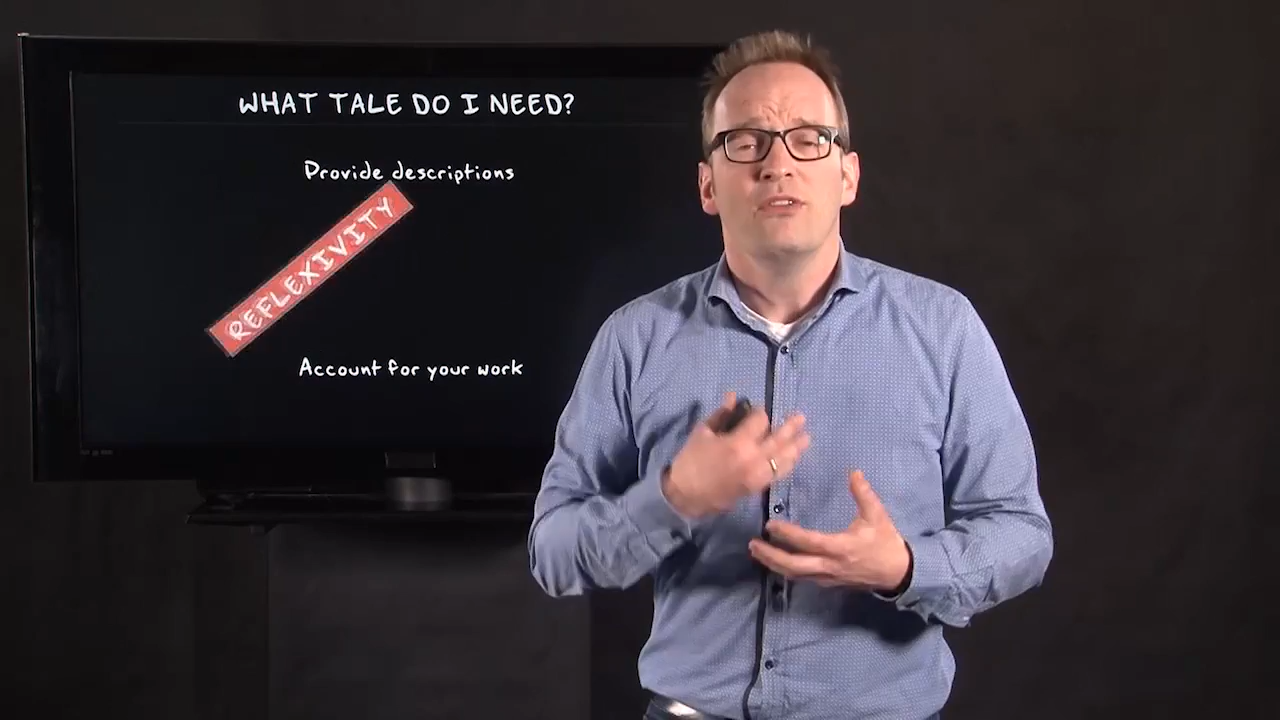 WHAT TALE DO I NEED?
Provide descriptions
REFLEXIVITY
Account for your work